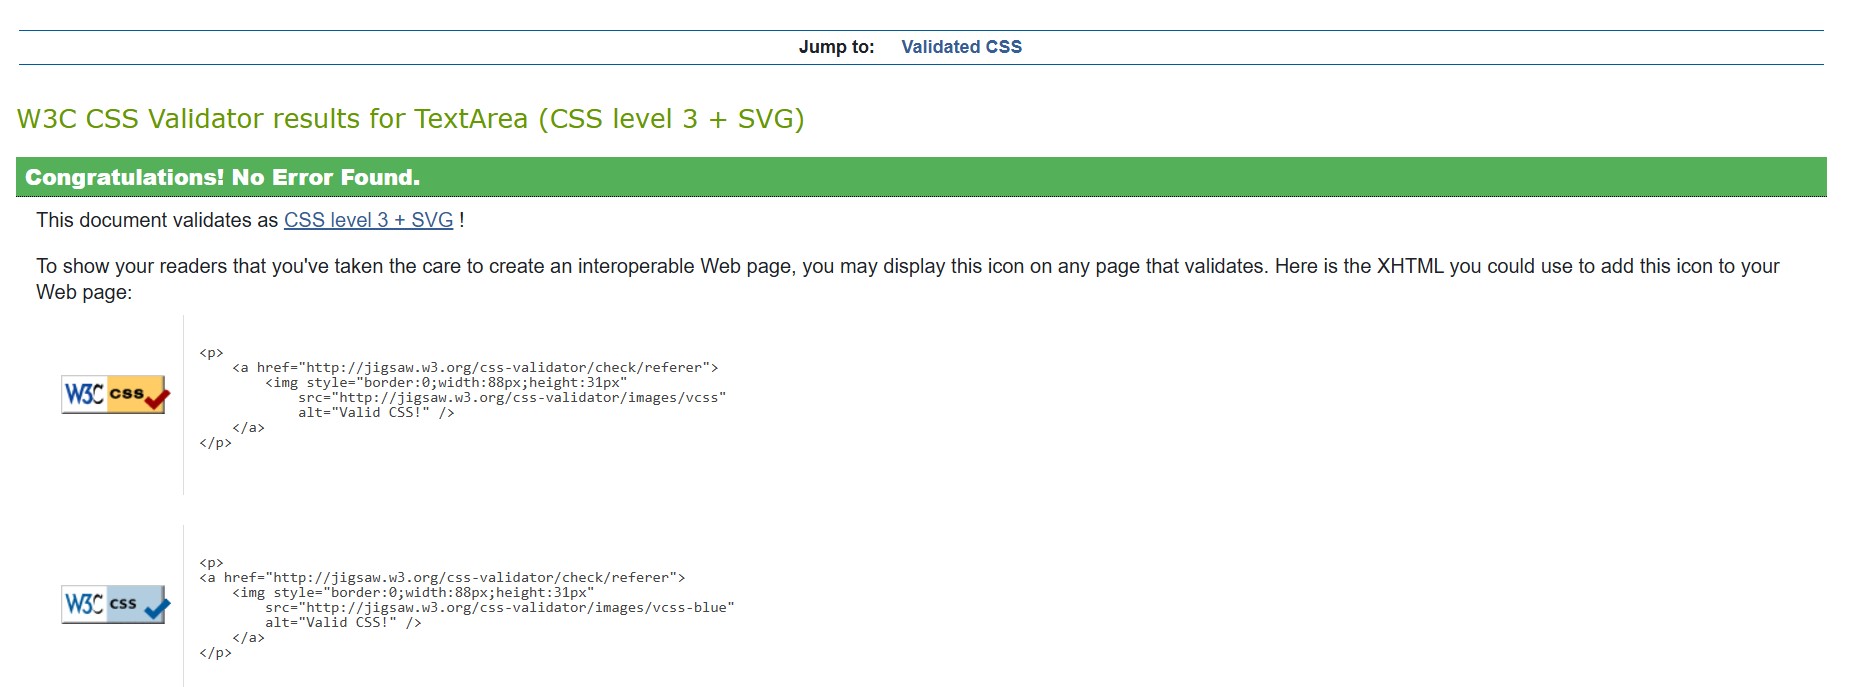 Jump to: Validated CSS
W3C CSS Validator results for TextArea (CSS level 3 + SVG)
Congratulations! No Error Found.
This document validates as CSS level 3 + SVG !
To show your readers that you've taken the care to create an interoperable Web page, you may display this icon on any page that validates. Here is the XHTML you could use to add this icon to your
Web page:
W3C css
<p>
    <a href="http://jigsaw.w3.org/css-validator/check/referer">
        <img style="border:0;width:88px;height:31px"
            src="http://jigsaw.w3.org/css-validator/images/vcss"
            alt="Valid CSS!" />
    </a>
</p>
W3C css
<p>
<a href="http://jigsaw.w3.org/css-validator/check/referer">
    <img style="border:0;width:88px;height:31px"
        src="http://jigsaw.w3.org/css-validator/images/vcss-blue"
        alt="Valid CSS!" />
    </a>
</p>